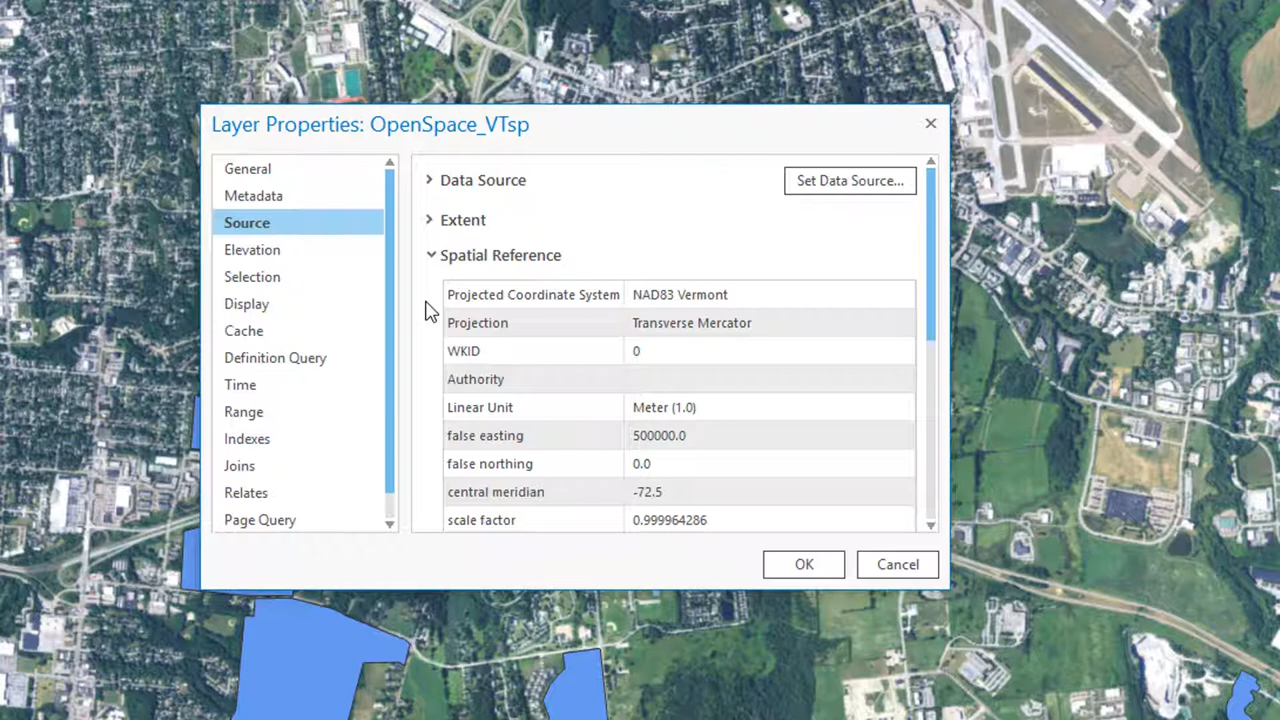 Layer Properties: OpenSpace_VTsp
General
Metadata
Source
Elevation
Selection
Display
Cache
Definition Query
Time
Range
Indexes
Joins
Relates
Page Query
Data Source
Set Data Source...
Extent
Spatial Reference
Projected Coordinate System NAD83 Vermont
Projection Transverse Mercator
WKID 0
Authority
Linear Unit Meter (1.0)
false easting 500000.0
false northing 0.0
central meridian -72.5
scale factor 0.999964286
OK Cancel